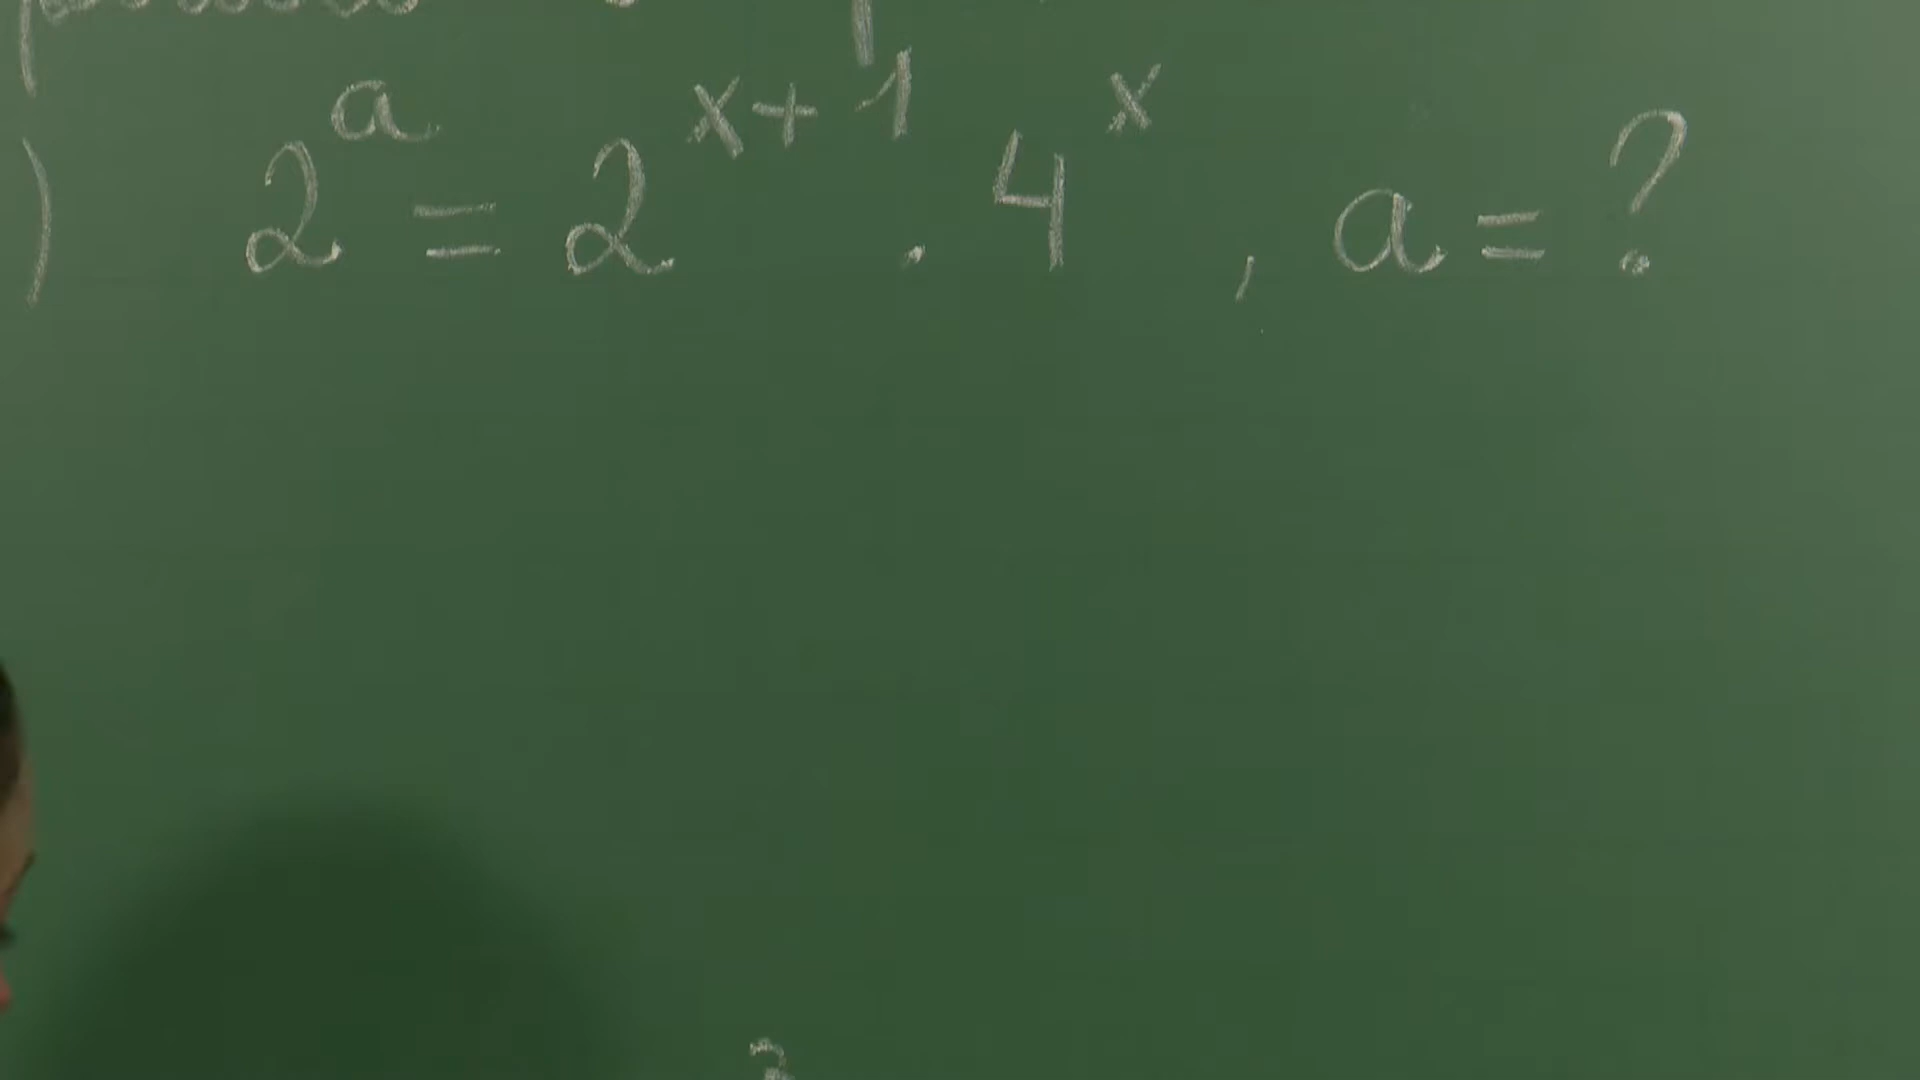 ) 2^a = 2^{x+1} . 4^x , a = ?